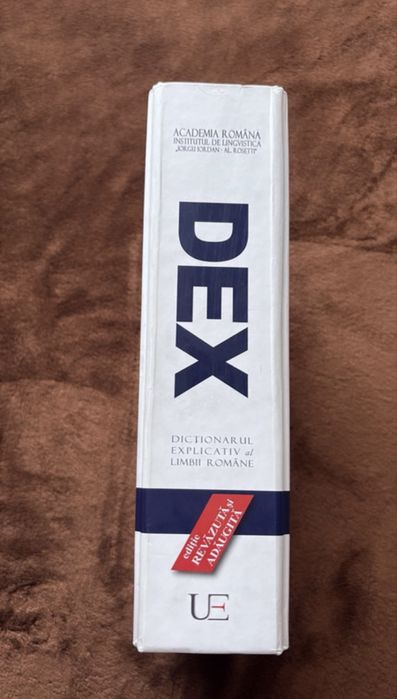 ACADEMIA ROMÂNĂ
INSTITUTUL DE LINGVISTICĂ
„IORGU IORDAN - AL. ROSETTI”
DEX
DICȚIONARUL
EXPLICATIV al
LIMBII ROMÂNE
ediție
REVĂZUTĂ și
ADĂUGITĂ
UE